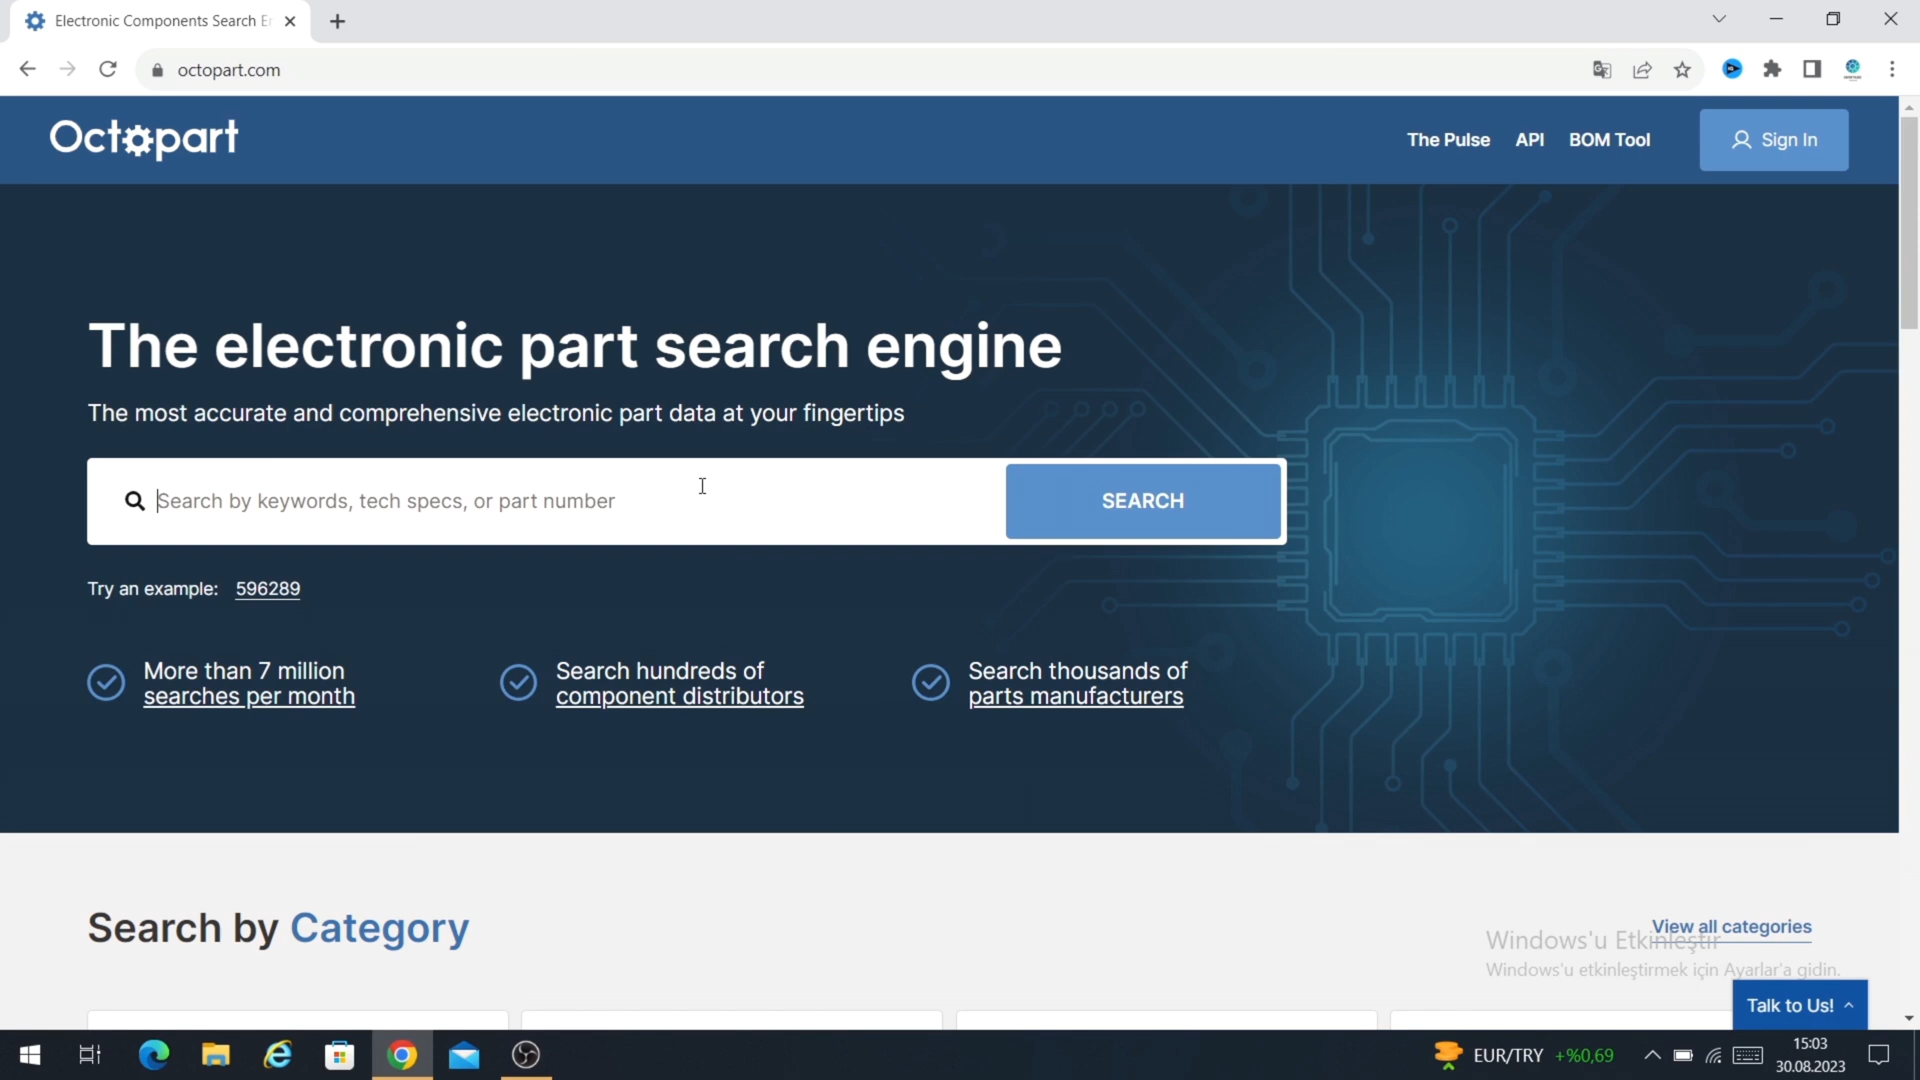 Electronic Components Search E
octopart.com
Octopart
The Pulse
API
BOM Tool
Sign In
The electronic part search engine
The most accurate and comprehensive electronic part data at your fingertips
Search by keywords, tech specs, or part number
SEARCH
Try an example: 596289
More than 7 million
searches per month
Search hundreds of
component distributors
Search thousands of
parts manufacturers
Search by Category
View all categories
Windows'u Etkinleştir
Windows'u etkinleştirmek için Ayarlar'a gidin.
Talk to Us!
EUR/TRY +%0,69
15:03
30.08.2023